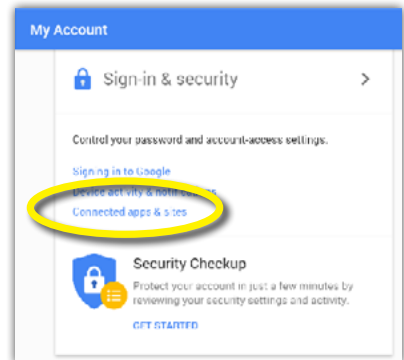 My Account
Sign-in & security
Control your password and account-access settings.
Signing in to Google
Device activity & notifications
Connected apps & sites
Security Checkup
Protect your account in just a few minutes by
reviewing your security settings and activity.
GET STARTED